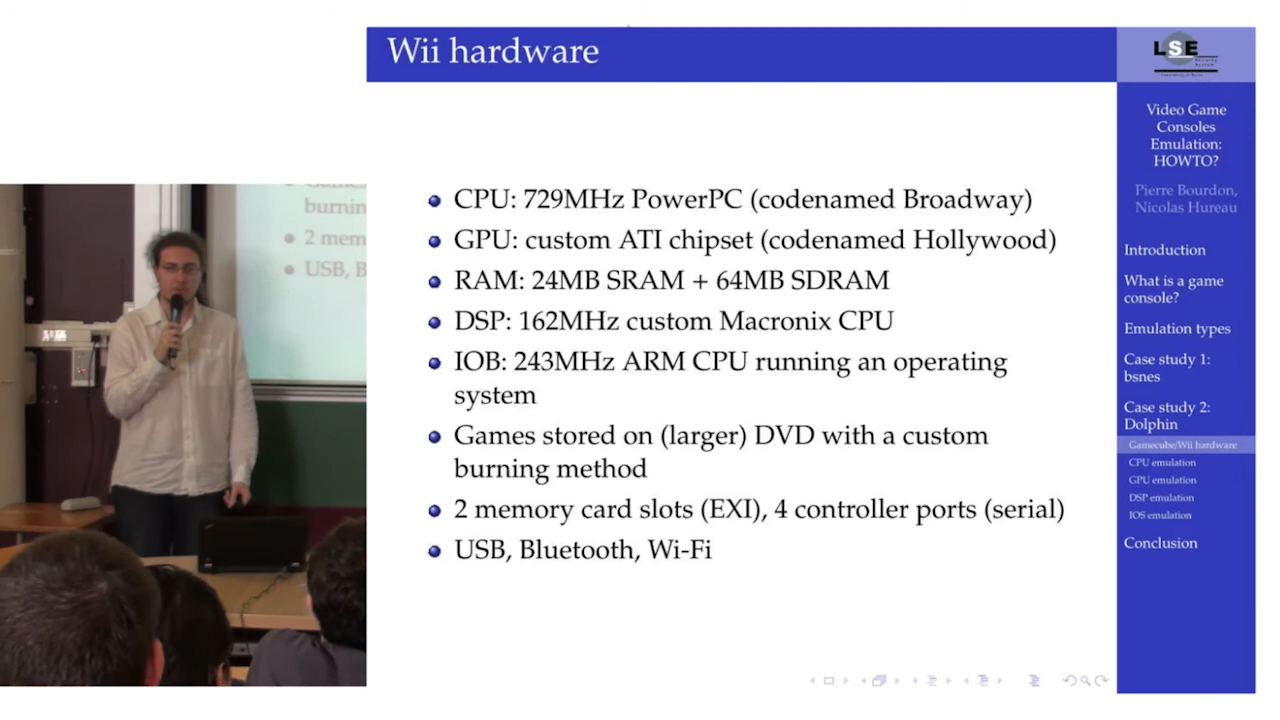 Wii hardware
CPU: 729MHz PowerPC (codenamed Broadway)
GPU: custom ATI chipset (codenamed Hollywood)
RAM: 24MB SRAM + 64MB SDRAM
DSP: 162MHz custom Macronix CPU
IOB: 243MHz ARM CPU running an operating
system
Games stored on (larger) DVD with a custom
burning method
2 memory card slots (EXI), 4 controller ports (serial)
USB, Bluetooth, Wi-Fi
LSE
Video Game
Consoles
Emulation:
HOWTO?
Pierre Bourdon,
Nicolas Hureau
Introduction
What is a game
console?
Emulation types
Case study 1:
bsnes
Case study 2:
Dolphin
Gamecube/Wii hardware
CPU emulation
GPU emulation
DSP emulation
IOS emulation
Conclusion
burnin
2 mem
USB, B